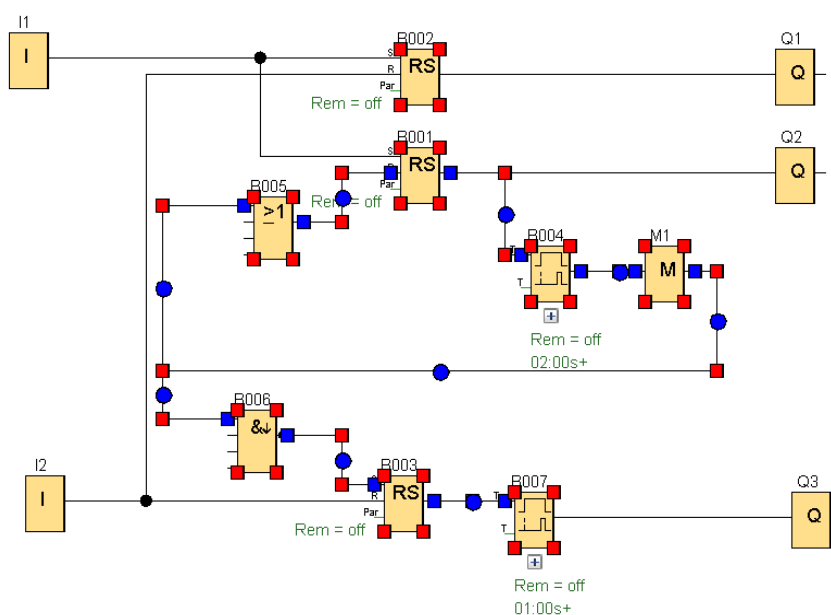 I1
I
B002
S
R
Par
RS
Rem = off
Q1
Q
B001
S
Par
RS
Rem = off
Q2
Q
B005
≥1
B004
T
Rem = off
02:00s+
M1
M
B006
&↓
I2
I
B003
R
Par
RS
Rem = off
B007
T
T
Rem = off
01:00s+
Q3
Q